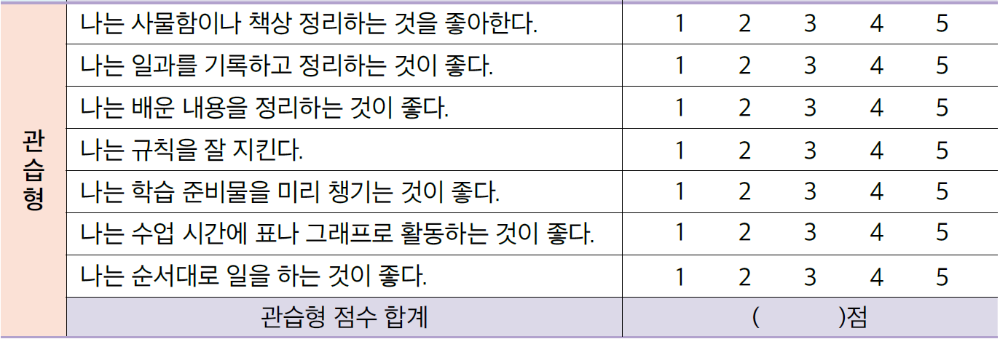 나는 사물함이나 책상 정리하는 것을 좋아한다. 1 2 3 4 5
나는 일과를 기록하고 정리하는 것이 좋다. 1 2 3 4 5
나는 배운 내용을 정리하는 것이 좋다. 1 2 3 4 5
관습형
나는 규칙을 잘 지킨다. 1 2 3 4 5
나는 학습 준비물을 미리 챙기는 것이 좋다. 1 2 3 4 5
나는 수업 시간에 표나 그래프로 활동하는 것이 좋다. 1 2 3 4 5
나는 순서대로 일을 하는 것이 좋다. 1 2 3 4 5
관습형 점수 합계 ( )점